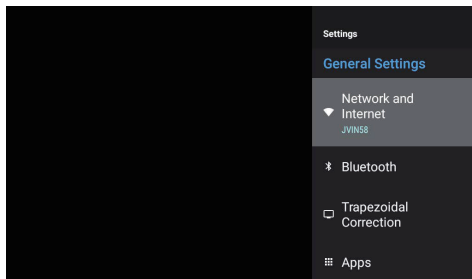 Settings
General Settings
Network and
Internet
JVIN58
Bluetooth
Trapezoidal
Correction
Apps